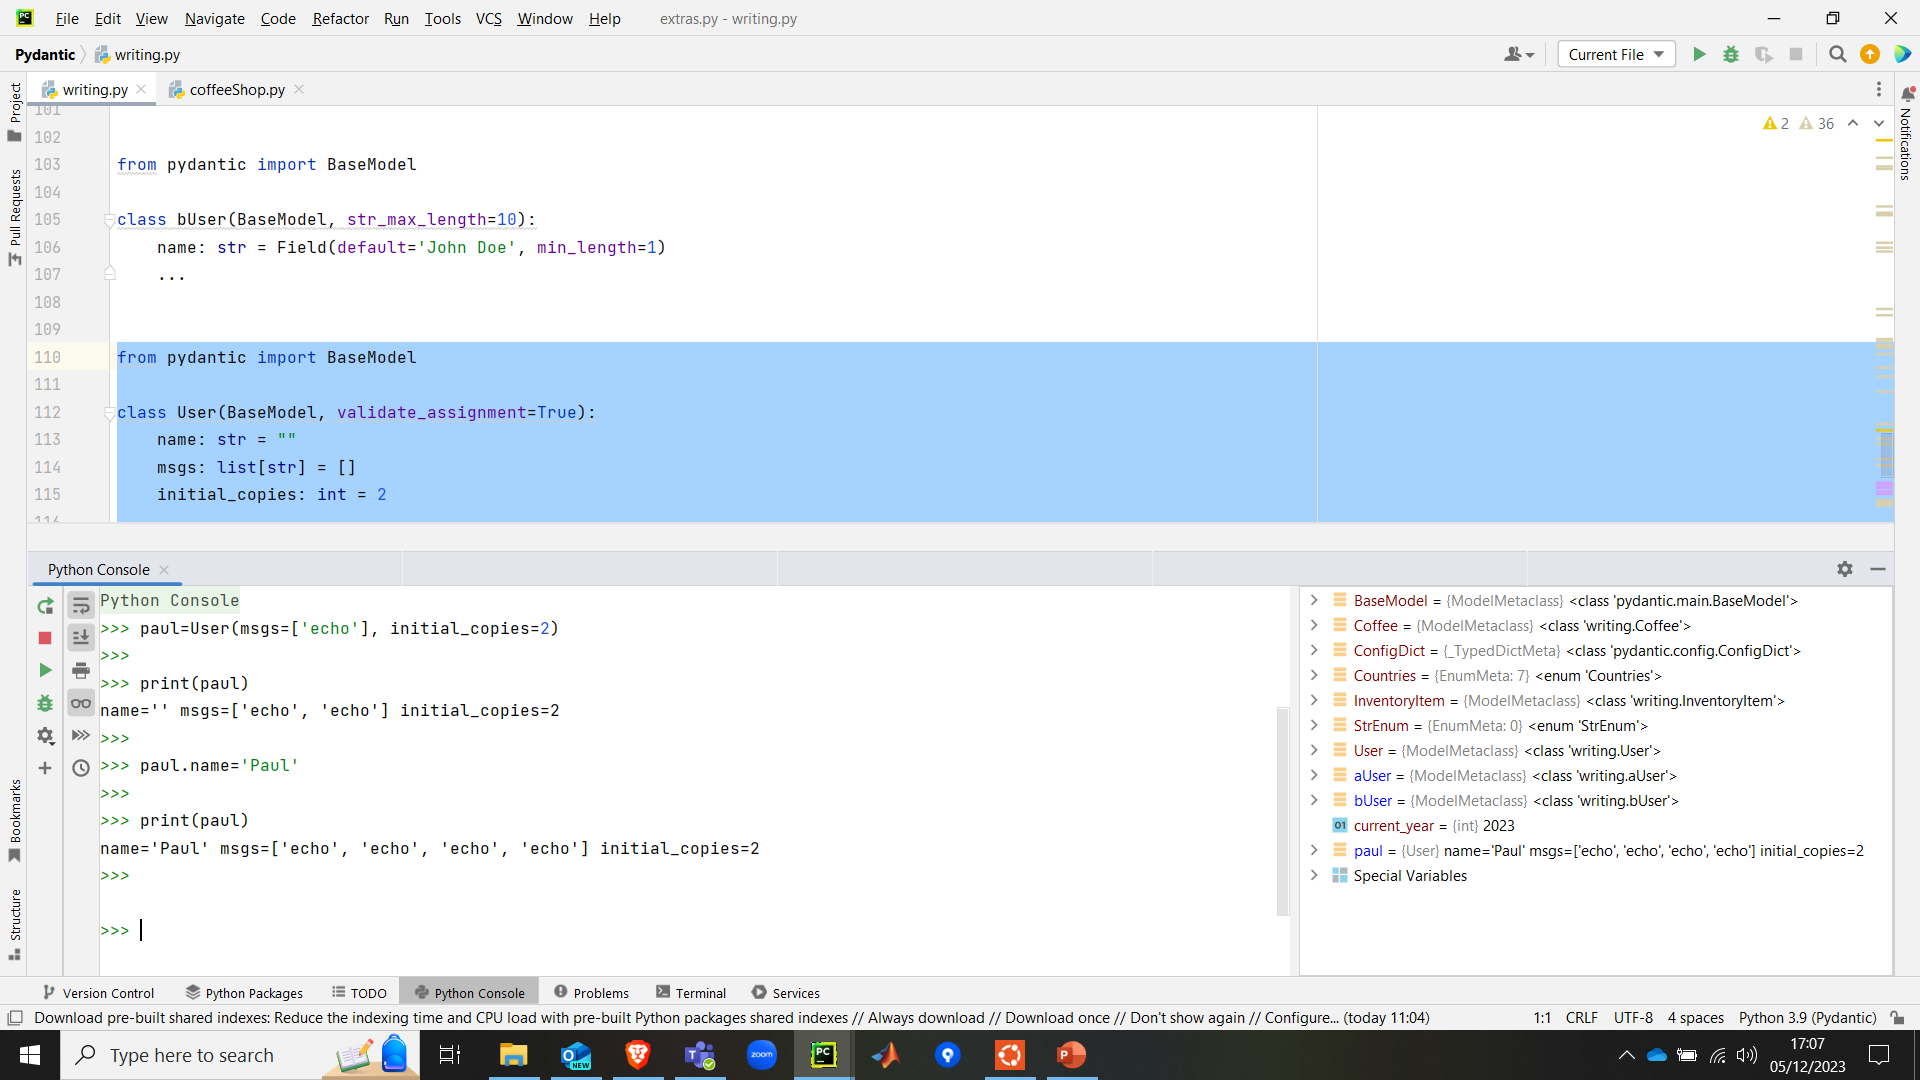 File Edit View Navigate Code Refactor Run Tools VCS Window Help extras.py - writing.py
Pydantic writing.py Current File
writing.py coffeeShop.py
Project
Pull Requests
Bookmarks
Structure
Notifications
2 36
101
102
103 from pydantic import BaseModel
104
105 class bUser(BaseModel, str_max_length=10):
106 name: str = Field(default='John Doe', min_length=1)
107 ...
108
109
110 from pydantic import BaseModel
111
112 class User(BaseModel, validate_assignment=True):
113 name: str = ""
114 msgs: list[str] = []
115 initial_copies: int = 2
116
Python Console
Python Console
>>> paul=User(msgs=['echo'], initial_copies=2)
>>>
>>> print(paul)
name='' msgs=['echo', 'echo'] initial_copies=2
>>>
>>> paul.name='Paul'
>>>
>>> print(paul)
name='Paul' msgs=['echo', 'echo', 'echo', 'echo'] initial_copies=2
>>>
>>>
BaseModel = {ModelMetaclass} <class 'pydantic.main.BaseModel'>
Coffee = {ModelMetaclass} <class 'writing.Coffee'>
ConfigDict = {_TypedDictMeta} <class 'pydantic.config.ConfigDict'>
Countries = {EnumMeta: 7} <enum 'Countries'>
InventoryItem = {ModelMetaclass} <class 'writing.InventoryItem'>
StrEnum = {EnumMeta: 0} <enum 'StrEnum'>
User = {ModelMetaclass} <class 'writing.User'>
aUser = {ModelMetaclass} <class 'writing.aUser'>
bUser = {ModelMetaclass} <class 'writing.bUser'>
01 current_year = {int} 2023
paul = {User} name='Paul' msgs=['echo', 'echo', 'echo', 'echo'] initial_copies=2
Special Variables
Version Control Python Packages TODO Python Console Problems Terminal Services
Download pre-built shared indexes: Reduce the indexing time and CPU load with pre-built Python packages shared indexes // Always download // Download once // Don't show again // Configure... (today 11:04) 1:1 CRLF UTF-8 4 spaces Python 3.9 (Pydantic)
Type here to search NEW zoom PC 17:07
05/12/2023